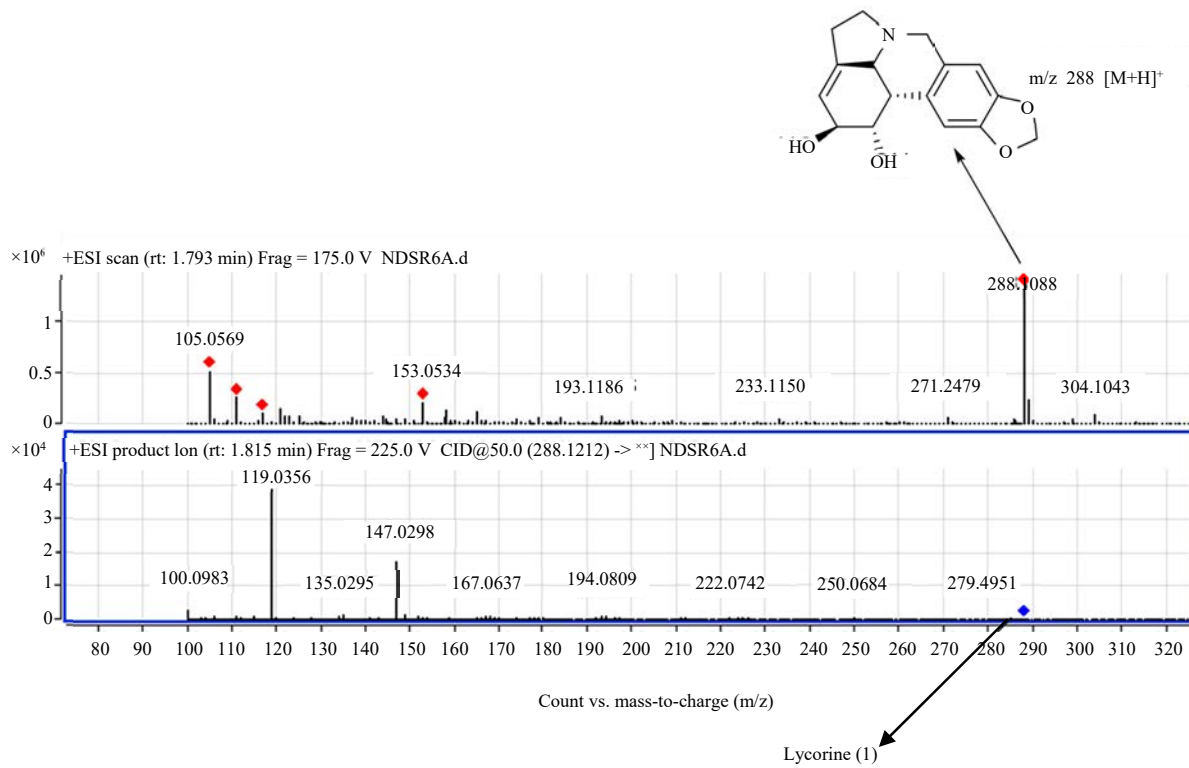 N
O
O
HO
OH
m/z 288 [M+H]+
×10⁶ +ESI scan (rt: 1.793 min) Frag = 175.0 V NDSR6A.d
288.1088
1
105.0569
0.5
153.0534
193.1186
233.1150
271.2479
304.1043
0
×10⁴ +ESI product lon (rt: 1.815 min) Frag = 225.0 V CID@50.0 (288.1212) -> ××] NDSR6A.d
119.0356
4
3
147.0298
2
100.0983
135.0295
167.0637
194.0809
222.0742
250.0684
279.4951
1
0
80 90 100 110 120 130 140 150 160 170 180 190 200 210 220 230 240 250 260 270 280 290 300 310 320
Count vs. mass-to-charge (m/z)
Lycorine (1)